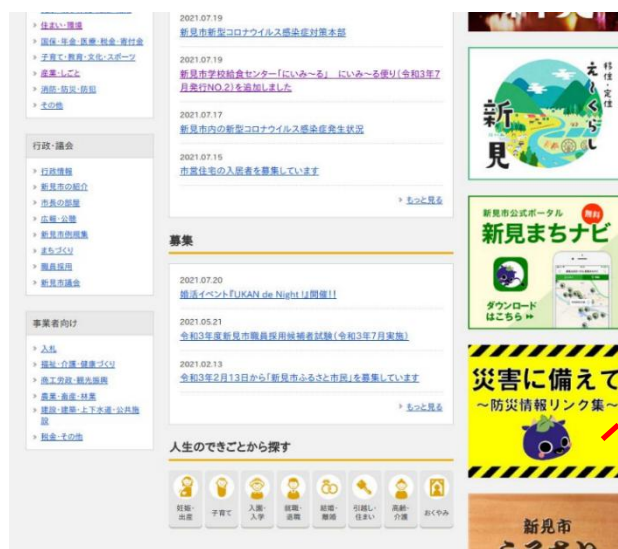 住まい・環境
国保・年金・医療・税金・寄付金
子育て・教育・文化・スポーツ
産業・しごと
消防・防災・防犯
その他
行政・議会
行政情報
新見市の紹介
市長の部屋
広報・公聴
新見市例規集
まちづくり
職員採用
新見市議会
事業者向け
入札
福祉・介護・健康づくり
商工労政・観光振興
農業・畜産・林業
建設・建築・上下水道・公共施
設
税金・その他
2021.07.19
新見市新型コロナウイルス感染症対策本部
2021.07.19
新見市学校給食センター「にいみ～る」 にいみ～る便り(令和3年7
月発行NO.2)を追加しました
2021.07.17
新見市内の新型コロナウイルス感染症発生状況
2021.07.15
市営住宅の入居者を募集しています
もっと見る
募集
2021.07.20
婚活イベント『UKAN de Night !』開催!!
2021.05.21
令和3年度新見市職員採用候補者試験(令和3年7月実施)
2021.02.13
令和3年2月13日から「新見市ふるさと市民」を募集しています
もっと見る
人生のできごとから探す
妊娠・
出産
子育て
入園・
入学
就職・
退職
結婚・
離婚
引越し・
住まい
高齢・
介護
おくやみ
移住・定住
え～くらし
新見
新見市公式ポータル
無料
新見まちナビ
ダウンロード
はこちら
災害に備えて
～防災情報リンク集～
新見市